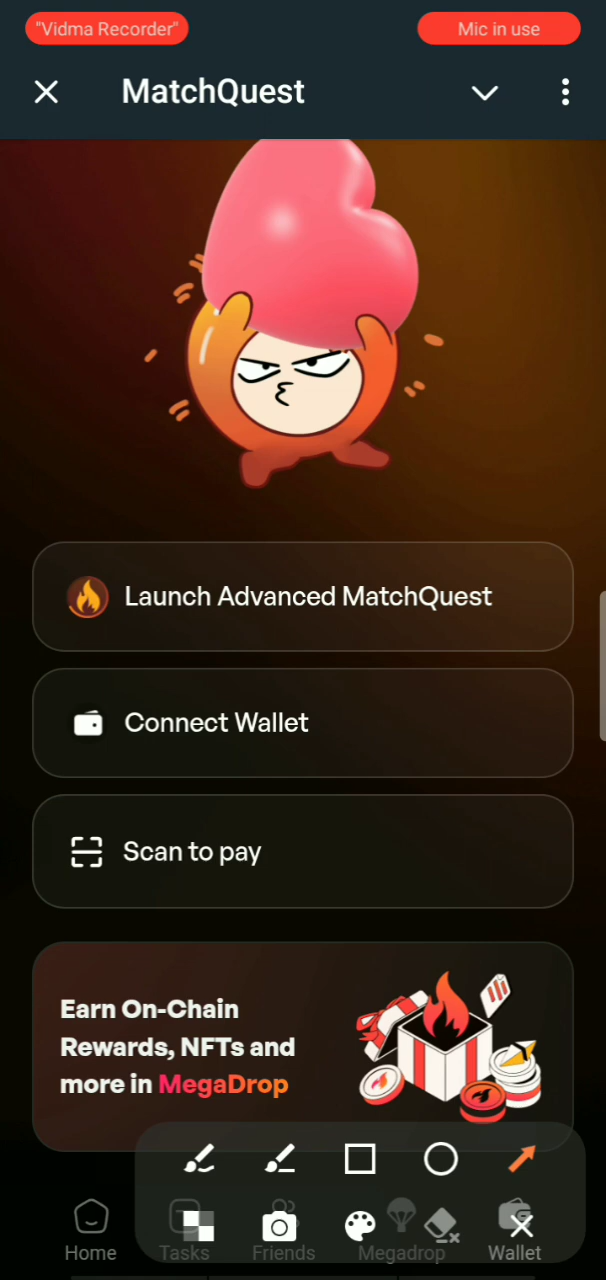 "Vidma Recorder"
Mic in use
MatchQuest
Launch Advanced MatchQuest
Connect Wallet
Scan to pay
Earn On-Chain
Rewards, NFTs and
more in MegaDrop
Home
Tasks
Friends
Megadrop
Wallet